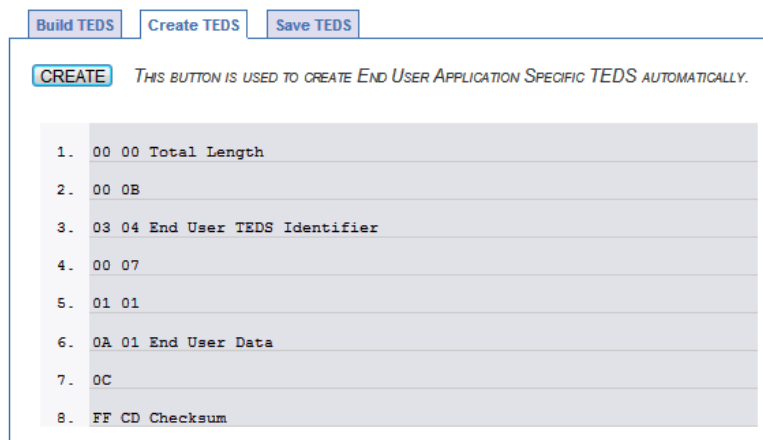 Build TEDS Create TEDS Save TEDS
CREATE THIS BUTTON IS USED TO CREATE END USER APPLICATION SPECIFIC TEDS AUTOMATICALLY.
1. 00 00 Total Length
2. 00 0B
3. 03 04 End User TEDS Identifier
4. 00 07
5. 01 01
6. 0A 01 End User Data
7. 0C
8. FF CD Checksum